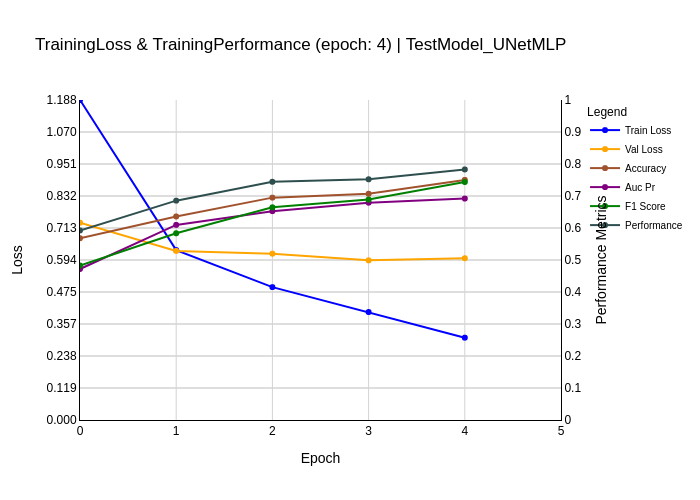 TrainingLoss & TrainingPerformance (epoch: 4) | TestModel_UNetMLP
1.188
1.070
0.951
0.832
0.713
0.594
0.475
0.357
0.238
0.119
0.000
Loss
0
1
2
3
4
5
Epoch
1
0.9
0.8
0.7
0.6
0.5
0.4
0.3
0.2
0.1
0
Performance Metrics
Legend
Train Loss
Val Loss
Accuracy
Auc Pr
F1 Score
Performance